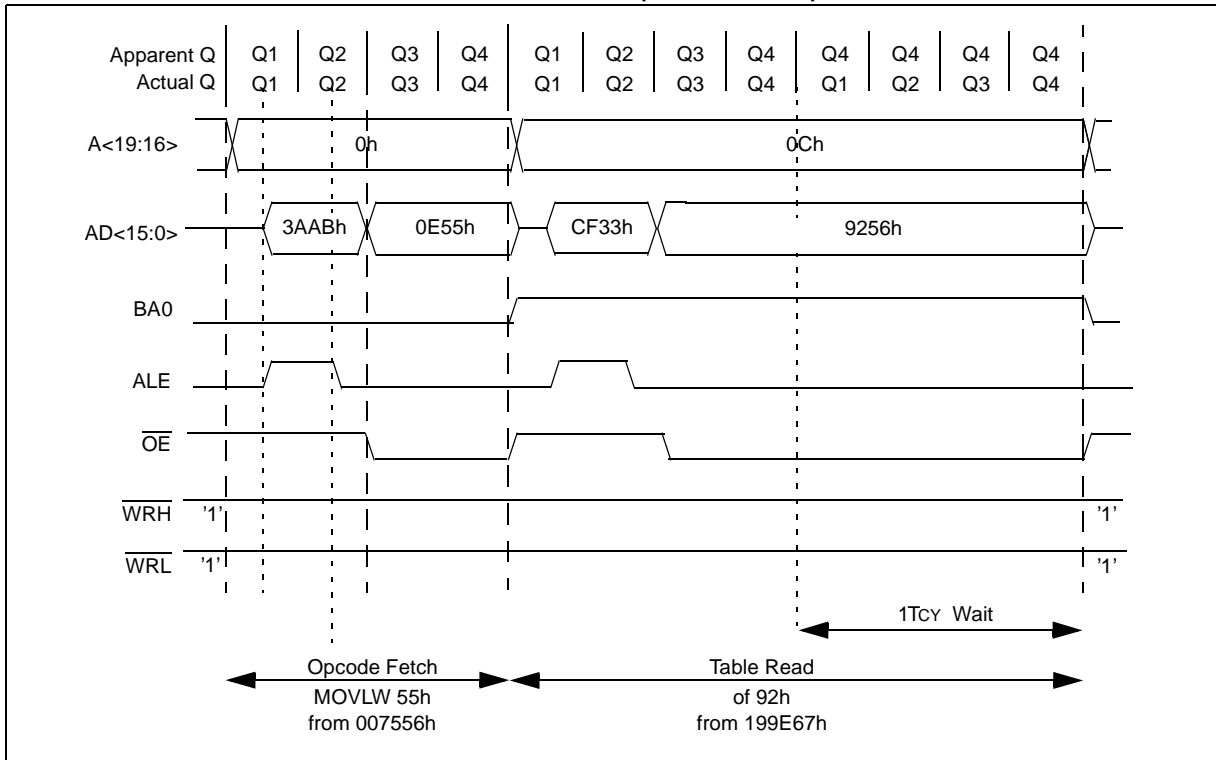 Apparent Q Q1 Q2 Q3 Q4 Q1 Q2 Q3 Q4 Q4 Q4 Q4 Q4
Actual Q Q1 Q2 Q3 Q4 Q1 Q2 Q3 Q4 Q1 Q2 Q3 Q4
A<19:16> 0h 0Ch
AD<15:0> 3AABh 0E55h CF33h 9256h
BA0
ALE
OE
WRH '1' '1'
WRL '1' '1'
1TCY Wait
Opcode Fetch Table Read
MOVLW 55h of 92h
from 007556h from 199E67h